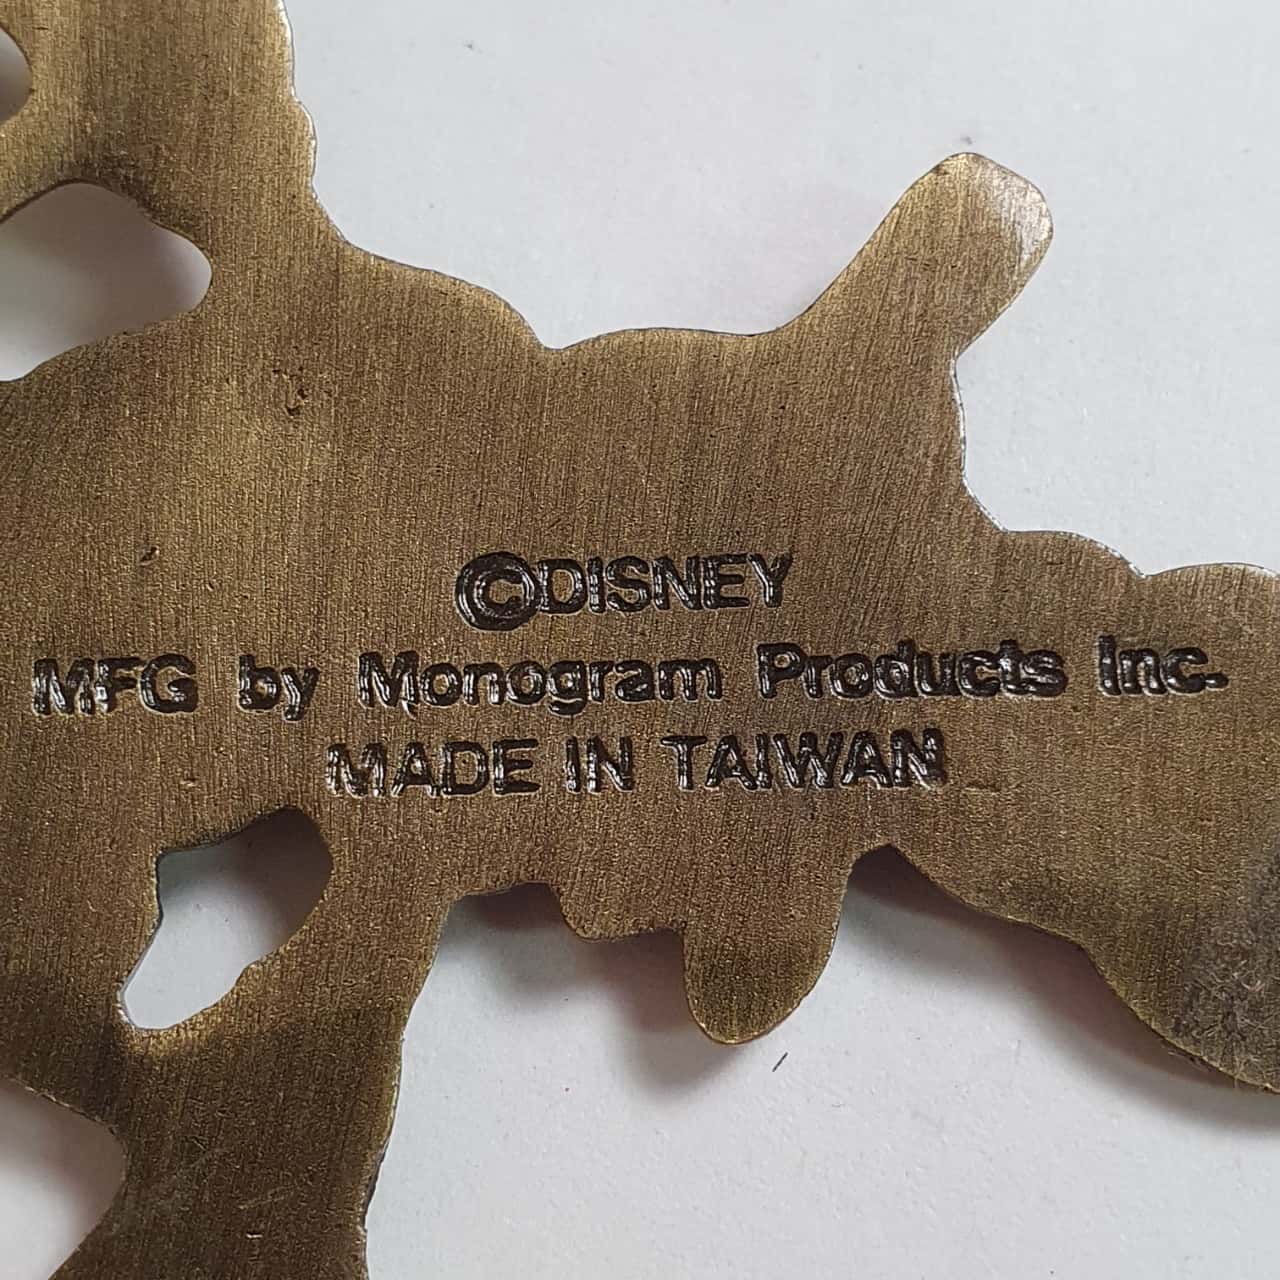 ©DISNEY
MFG by Monogram Products Inc.
MADE IN TAIWAN